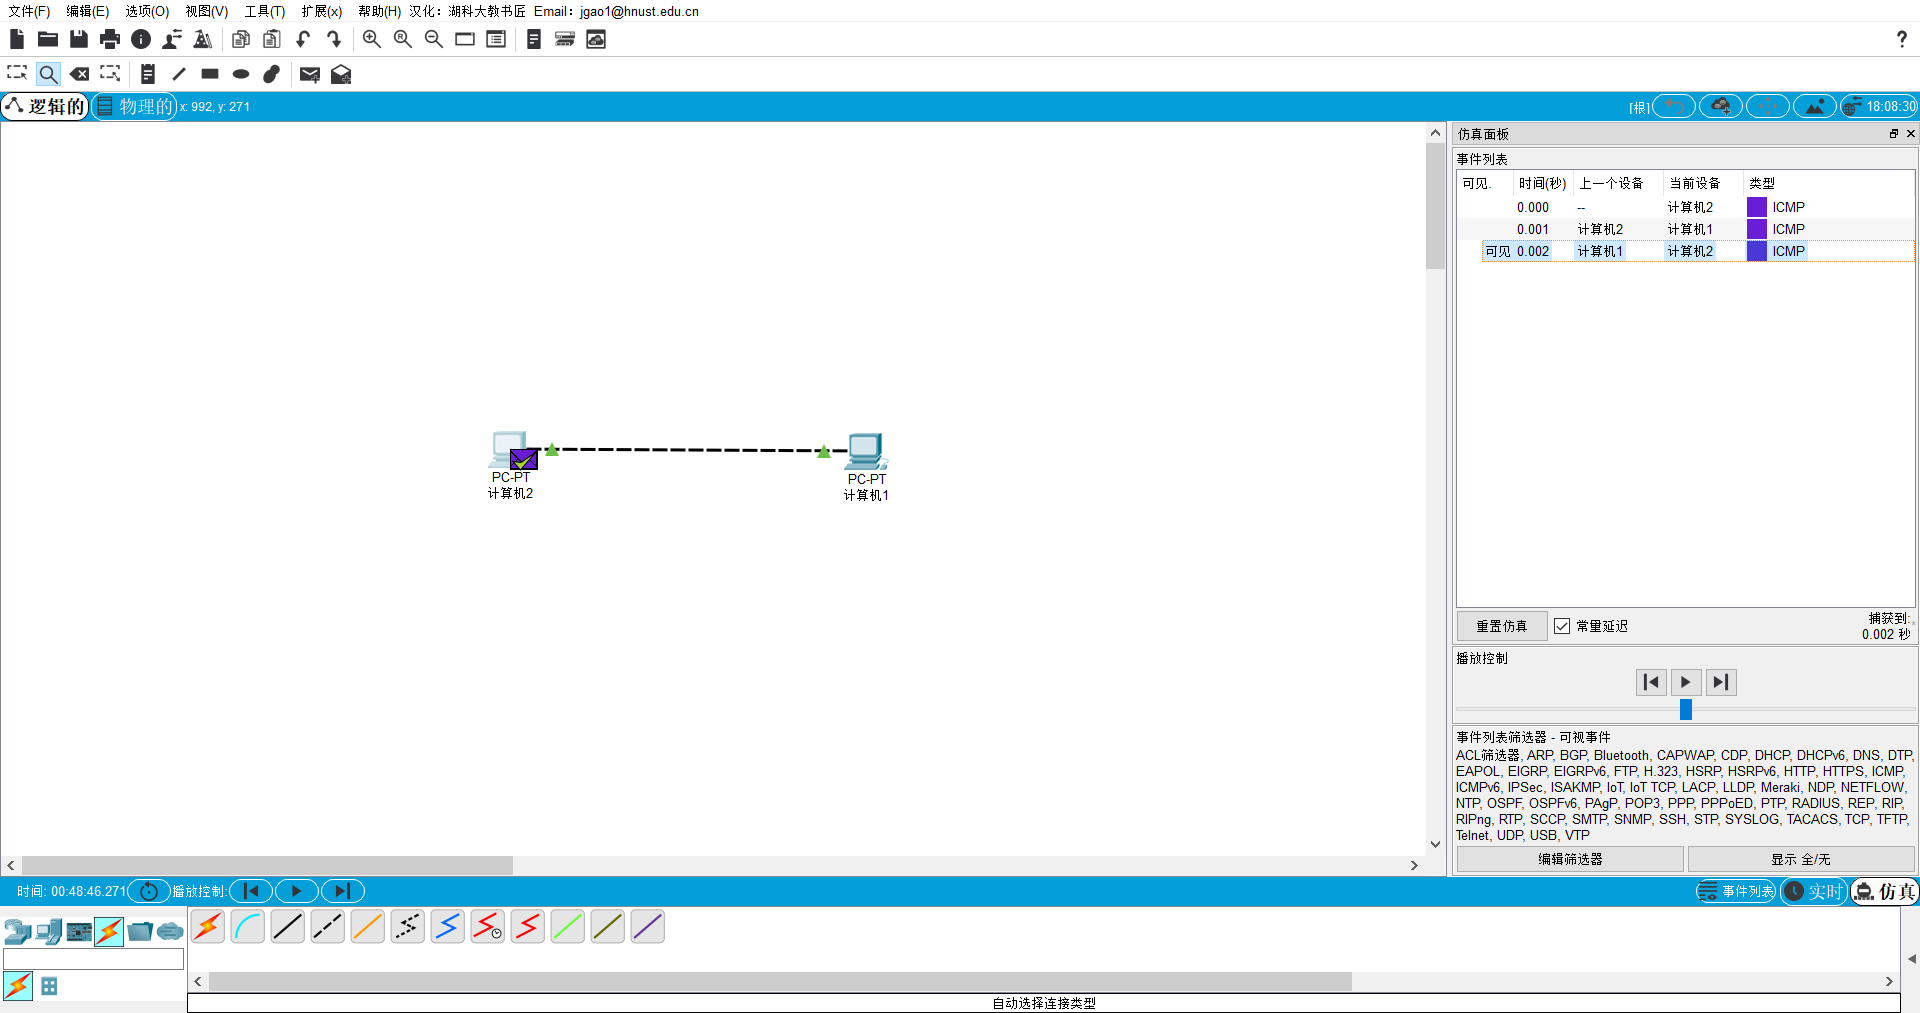 文件(F) 编辑(E) 选项(O) 视图(V) 工具(T) 扩展(x) 帮助(H) 汉化：湖科大教书匠 Email：jgao1@hnust.edu.cn
逻辑的 物理的 x: 992, y: 271 [根] 18:08:30
仿真面板
事件列表
可见. 时间(秒) 上一个设备 当前设备 类型
0.000 -- 计算机2 ICMP
0.001 计算机2 计算机1 ICMP
可见 0.002 计算机1 计算机2 ICMP
PC-PT
计算机2
PC-PT
计算机1
重置仿真 常量延迟 捕获到:
0.002 秒
播放控制
事件列表筛选器 - 可视事件
ACL筛选器, ARP, BGP, Bluetooth, CAPWAP, CDP, DHCP, DHCPv6, DNS, DTP,
EAPOL, EIGRP, EIGRPv6, FTP, H.323, HSRP, HSRPv6, HTTP, HTTPS, ICMP,
ICMPv6, IPSec, ISAKMP, IoT, IoT TCP, LACP, LLDP, Meraki, NDP, NETFLOW,
NTP, OSPF, OSPFv6, PAgP, POP3, PPP, PPPoED, PTP, RADIUS, REP, RIP,
RIPng, RTP, SCCP, SMTP, SNMP, SSH, STP, SYSLOG, TACACS, TCP, TFTP,
Telnet, UDP, USB, VTP
编辑筛选器 显示 全/无
时间: 00:48:46.271 播放控制: 事件列表 实时 仿真
自动选择连接类型